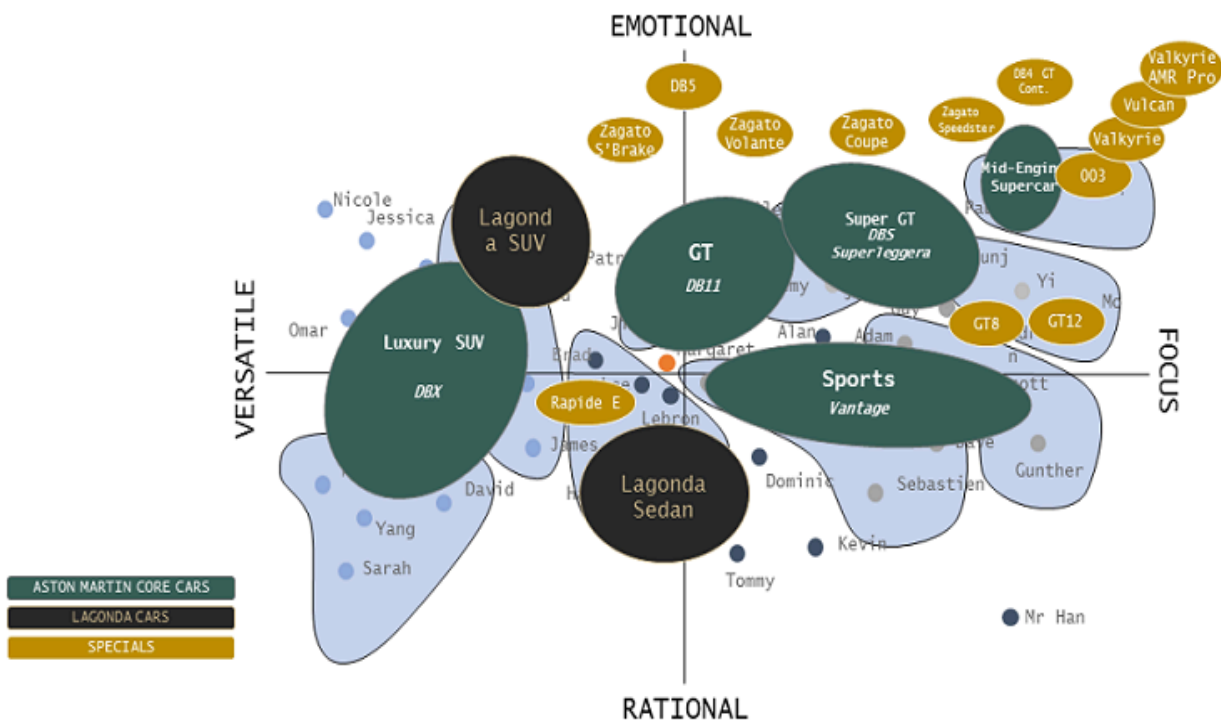 EMOTIONAL
Valkyrie
AMR Pro
DB4 GT
Cont.
DB5
Vulcan
Zagato
Speedster
Zagato
S'Brake
Zagato
Volante
Zagato
Coupe
Valkyrie
Mid-Engin
Supercar
003
Nicole
Jessica
Lagond
a SUV
Super GT
DBS
Superleggera
GT
DB11
Yi
VERSATILE
Omar
GT8
GT12
Luxury SUV
DBX
Brad
Alan
Adam
FOCUS
Sports
Vantage
Rapide E
Lebron
James
Lagonda
Sedan
Dominic
Sebastien
Gunther
David
Yang
Sarah
Kevin
Tommy
Mr Han
ASTON MARTIN CORE CARS
LAGONDA CARS
SPECIALS
RATIONAL